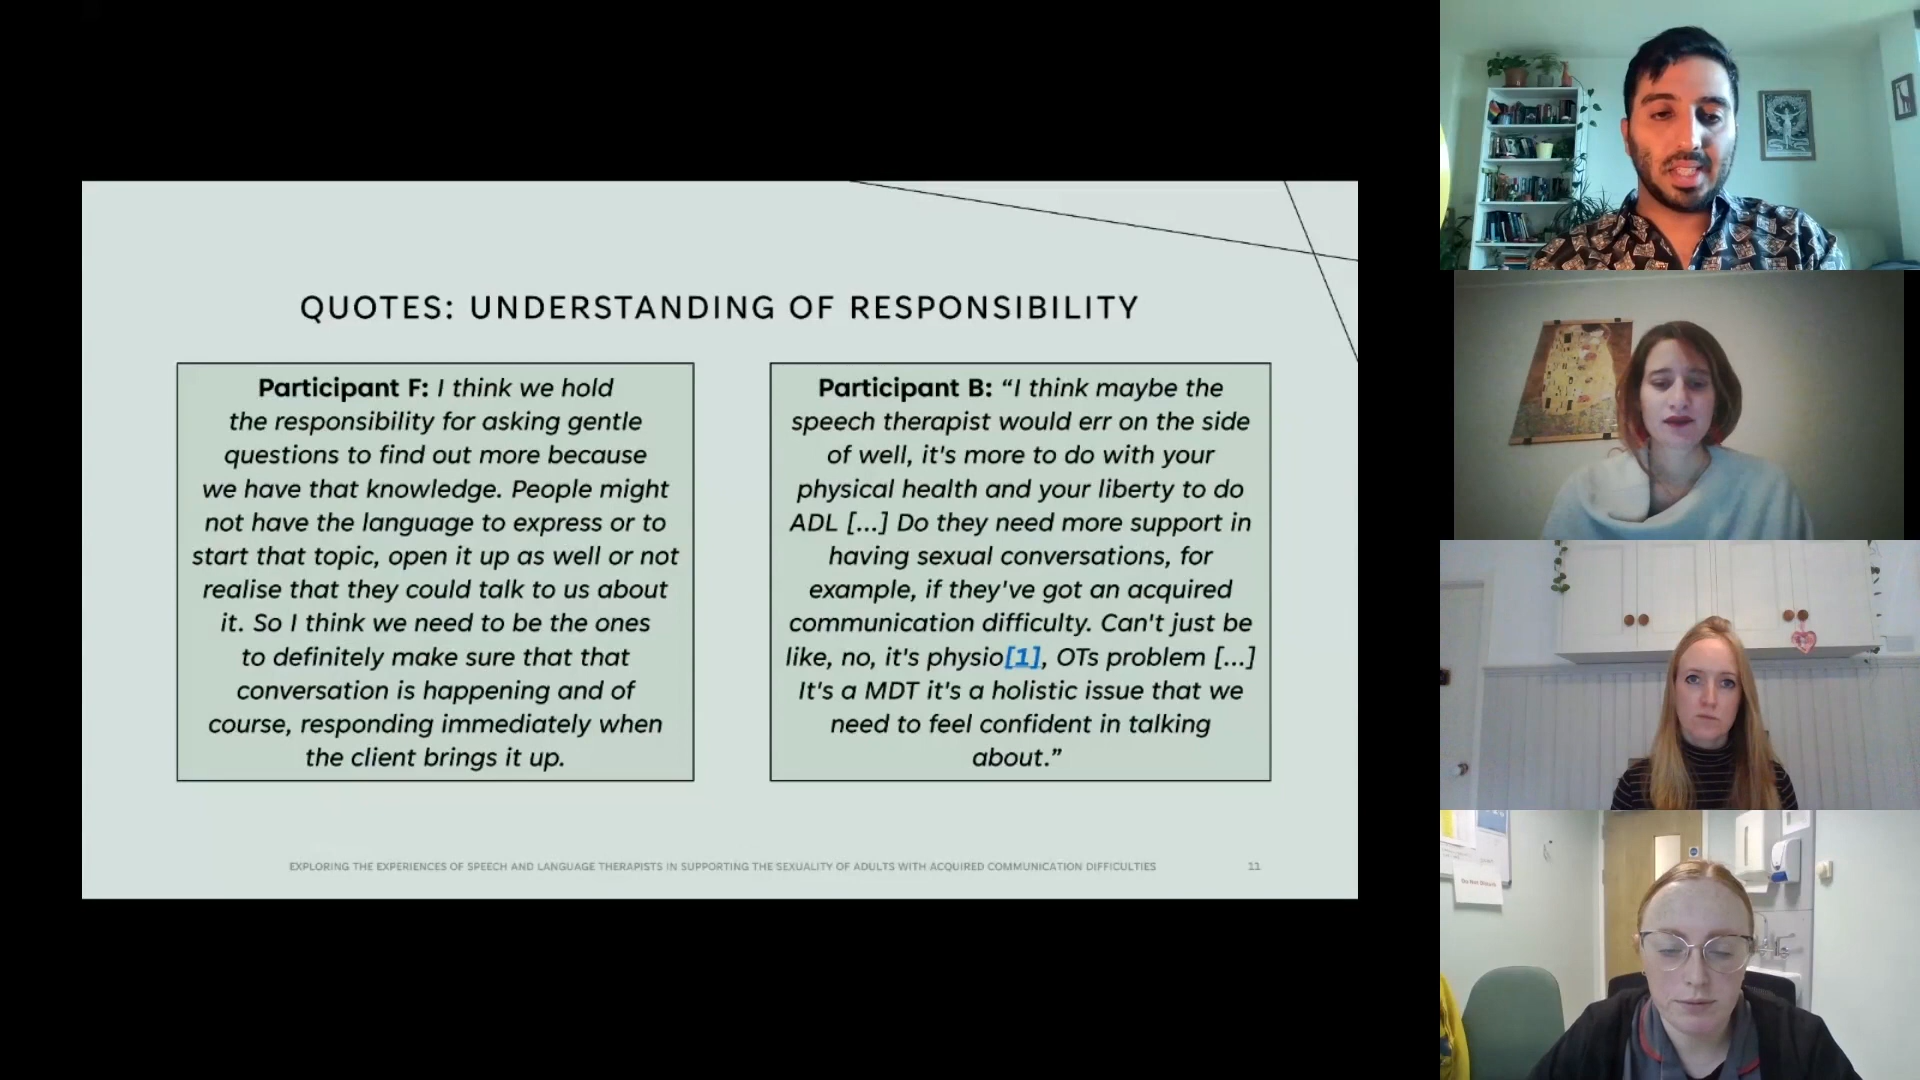 QUOTES: UNDERSTANDING OF RESPONSIBILITY
Participant F: I think we hold
the responsibility for asking gentle
questions to find out more because
we have that knowledge. People might
not have the language to express or to
start that topic, open it up as well or not
realise that they could talk to us about
it. So I think we need to be the ones
to definitely make sure that that
conversation is happening and of
course, responding immediately when
the client brings it up.
Participant B: “I think maybe the
speech therapist would err on the side
of well, it's more to do with your
physical health and your liberty to do
ADL [...] Do they need more support in
having sexual conversations, for
example, if they've got an acquired
communication difficulty. Can't just be
like, no, it's physio[1], OTs problem [...]
It's a MDT it's a holistic issue that we
need to feel confident in talking
about.”
EXPLORING THE EXPERIENCES OF SPEECH AND LANGUAGE THERAPISTS IN SUPPORTING THE SEXUALITY OF ADULTS WITH ACQUIRED COMMUNICATION DIFFICULTIES
11
Do Not Disturb